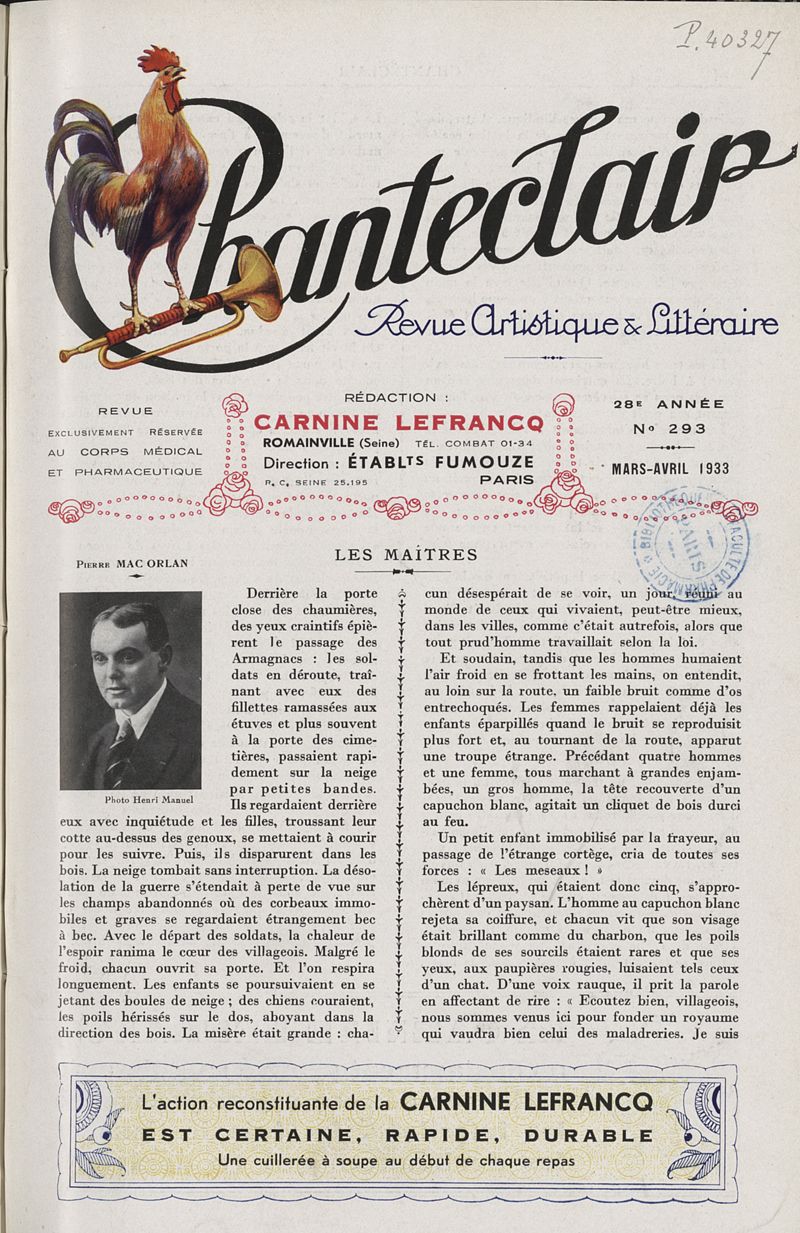 P. 40327
Chanteclair
Revue Artistique & Littéraire
REVUE
EXCLUSIVEMENT RÉSERVÉE
AU CORPS MÉDICAL
ET PHARMACEUTIQUE
RÉDACTION :
CARNINE LEFRANCQ
ROMAINVILLE (Seine) TÉL. COMBAT 01-34
Direction : ÉTABLTS FUMOUZE
R. C. SEINE 25.195 PARIS
28E ANNÉE
No 293
MARS-AVRIL 1933
BIBLIOTHÈQUE FACULTÉ DE PHARMACIE
PARIS
LES MAÎTRES
PIERRE MAC ORLAN
Photo Henri Manuel
Derrière la porte
close des chaumières,
des yeux craintifs épiè-
rent le passage des
Armagnacs : les sol-
dats en déroute, traî-
nant avec eux des
fillettes ramassées aux
étuves et plus souvent
à la porte des cime-
tières, passaient rapi-
dement sur la neige
par petites bandes.
Ils regardaient derrière
eux avec inquiétude et les filles, troussant leur
cotte au-dessus des genoux, se mettaient à courir
pour les suivre. Puis, ils disparurent dans les
bois. La neige tombait sans interruption. La déso-
lation de la guerre s'étendait à perte de vue sur
les champs abandonnés où des corbeaux immo-
biles et graves se regardaient étrangement bec
à bec. Avec le départ des soldats, la chaleur de
l'espoir ranima le cœur des villageois. Malgré le
froid, chacun ouvrit sa porte. Et l'on respira
longuement. Les enfants se poursuivaient en se
jetant des boules de neige ; des chiens couraient,
les poils hérissés sur le dos, aboyant dans la
direction des bois. La misère était grande : cha-
cun désespérait de se voir, un jour, réuni au
monde de ceux qui vivaient, peut-être mieux,
dans les villes, comme c'était autrefois, alors que
tout prud'homme travaillait selon la loi.
Et soudain, tandis que les hommes humaient
l'air froid en se frottant les mains, on entendit,
au loin sur la route, un faible bruit comme d'os
entrechoqués. Les femmes rappelaient déjà les
enfants éparpillés quand le bruit se reproduisit
plus fort et, au tournant de la route, apparut
une troupe étrange. Précédant quatre hommes
et une femme, tous marchant à grandes enjam-
bées, un gros homme, la tête recouverte d'un
capuchon blanc, agitait un cliquet de bois durci
au feu.
Un petit enfant immobilisé par la frayeur, au
passage de l'étrange cortège, cria de toutes ses
forces : « Les meseaux ! »
Les lépreux, qui étaient donc cinq, s'appro-
chèrent d'un paysan. L'homme au capuchon blanc
rejeta sa coiffure, et chacun vit que son visage
était brillant comme du charbon, que les poils
blonds de ses sourcils étaient rares et que ses
yeux, aux paupières rougies, luisaient tels ceux
d'un chat. D'une voix rauque, il prit la parole
en affectant de rire : « Ecoutez bien, villageois,
nous sommes venus ici pour fonder un royaume
qui vaudra bien celui des maladreries. Je suis
L'action reconstituante de la CARNINE LEFRANCQ
EST CERTAINE, RAPIDE, DURABLE
Une cuillerée à soupe au début de chaque repas